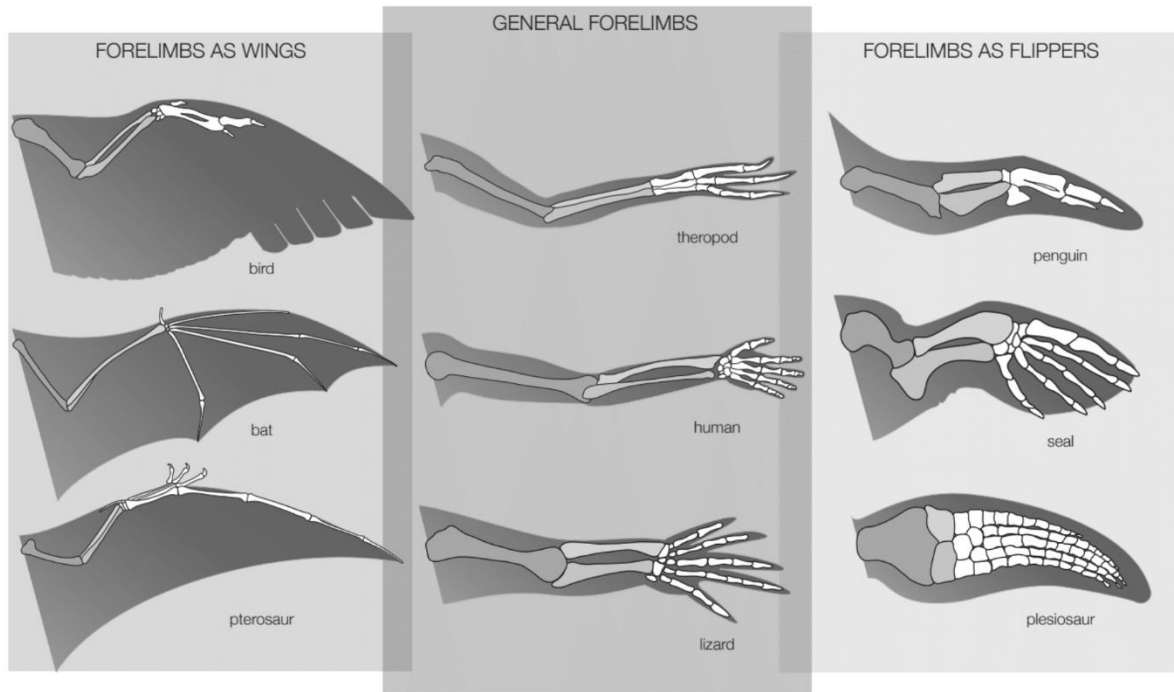 FORELIMBS AS WINGS
bird
bat
pterosaur
GENERAL FORELIMBS
theropod
human
lizard
FORELIMBS AS FLIPPERS
penguin
seal
plesiosaur